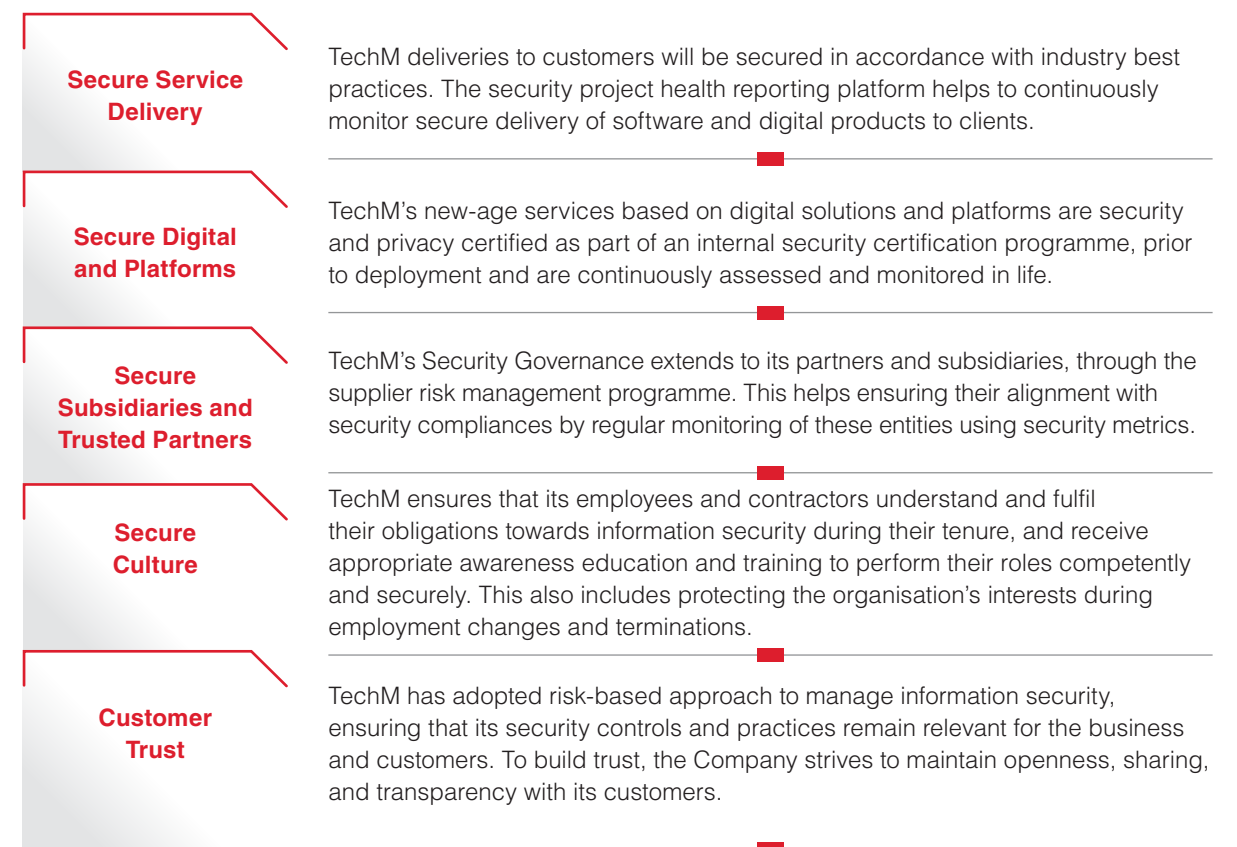 Secure Service
Delivery
TechM deliveries to customers will be secured in accordance with industry best
practices. The security project health reporting platform helps to continuously
monitor secure delivery of software and digital products to clients.
Secure Digital
and Platforms
TechM’s new-age services based on digital solutions and platforms are security
and privacy certified as part of an internal security certification programme, prior
to deployment and are continuously assessed and monitored in life.
Secure
Subsidiaries and
Trusted Partners
TechM’s Security Governance extends to its partners and subsidiaries, through the
supplier risk management programme. This helps ensuring their alignment with
security compliances by regular monitoring of these entities using security metrics.
Secure
Culture
TechM ensures that its employees and contractors understand and fulfil
their obligations towards information security during their tenure, and receive
appropriate awareness education and training to perform their roles competently
and securely. This also includes protecting the organisation’s interests during
employment changes and terminations.
Customer
Trust
TechM has adopted risk-based approach to manage information security,
ensuring that its security controls and practices remain relevant for the business
and customers. To build trust, the Company strives to maintain openness, sharing,
and transparency with its customers.